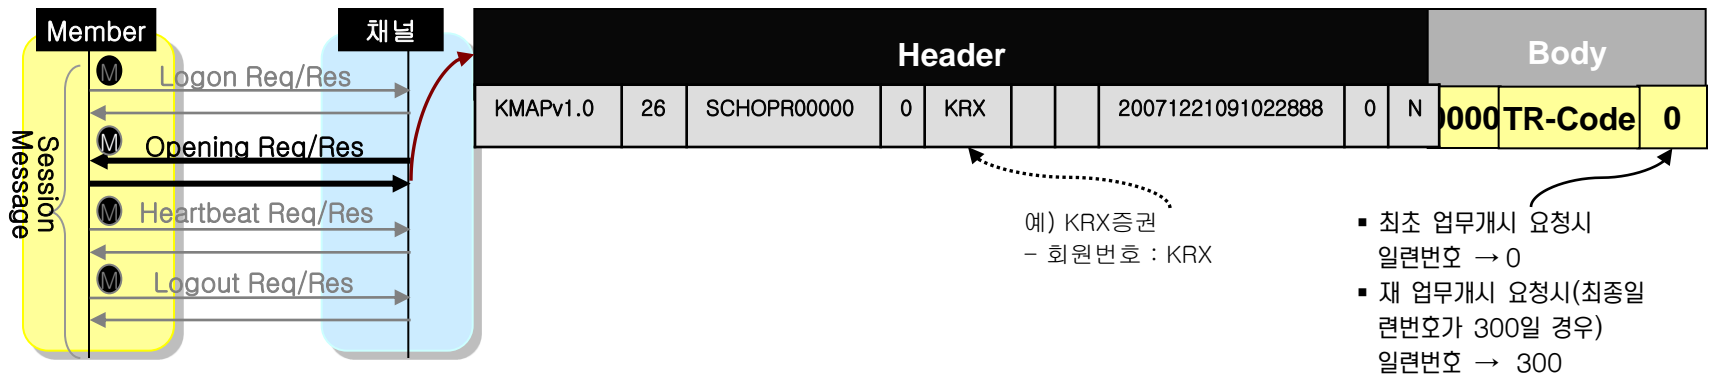 Member
채널
Header
Body
KMAPv1.0 26 SCHOPR00000 0 KRX 20071221091022888 0 N 0000 TR-Code 0
Session
Message
M Logon Req/Res
M Opening Req/Res
M Heartbeat Req/Res
M Logout Req/Res
예) KRX증권
- 회원번호 : KRX
▪ 최초 업무개시 요청시
일련번호 → 0
▪ 재 업무개시 요청시(최종일
련번호가 300일 경우)
일련번호 → 300